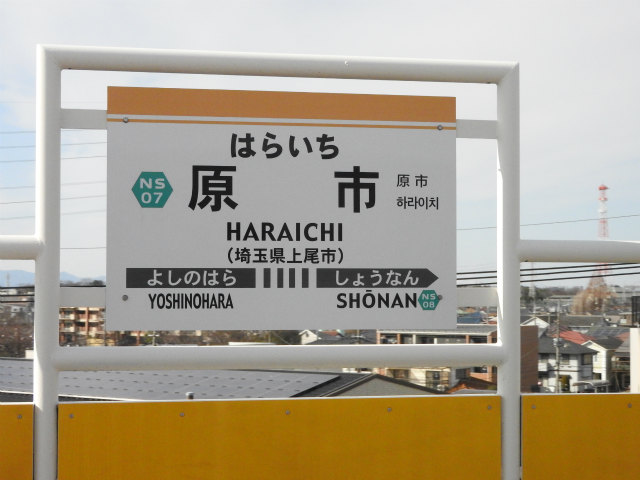 はらいち
NS
07
原市
原市
하라이치
HARAICHI
(埼玉県上尾市)
よしのはら しょうなん
YOSHINOHARA SHŌNAN NS
08